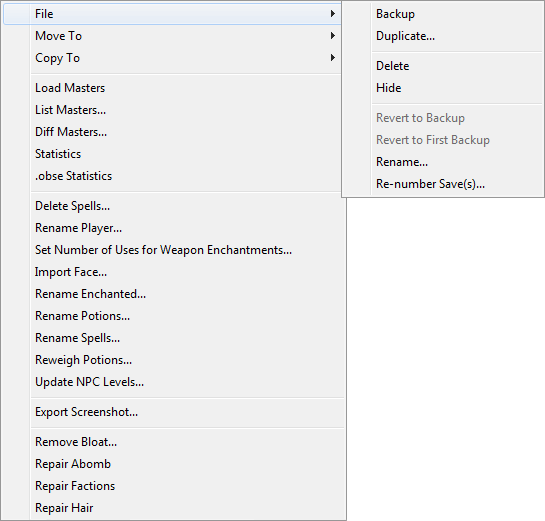 File
Move To
Copy To
Load Masters
List Masters...
Diff Masters...
Statistics
.obse Statistics
Delete Spells...
Rename Player...
Set Number of Uses for Weapon Enchantments...
Import Face...
Rename Enchanted...
Rename Potions...
Rename Spells...
Reweigh Potions...
Update NPC Levels...
Export Screenshot...
Remove Bloat...
Repair Abomb
Repair Factions
Repair Hair
Backup
Duplicate...
Delete
Hide
Revert to Backup
Revert to First Backup
Rename...
Re-number Save(s)...